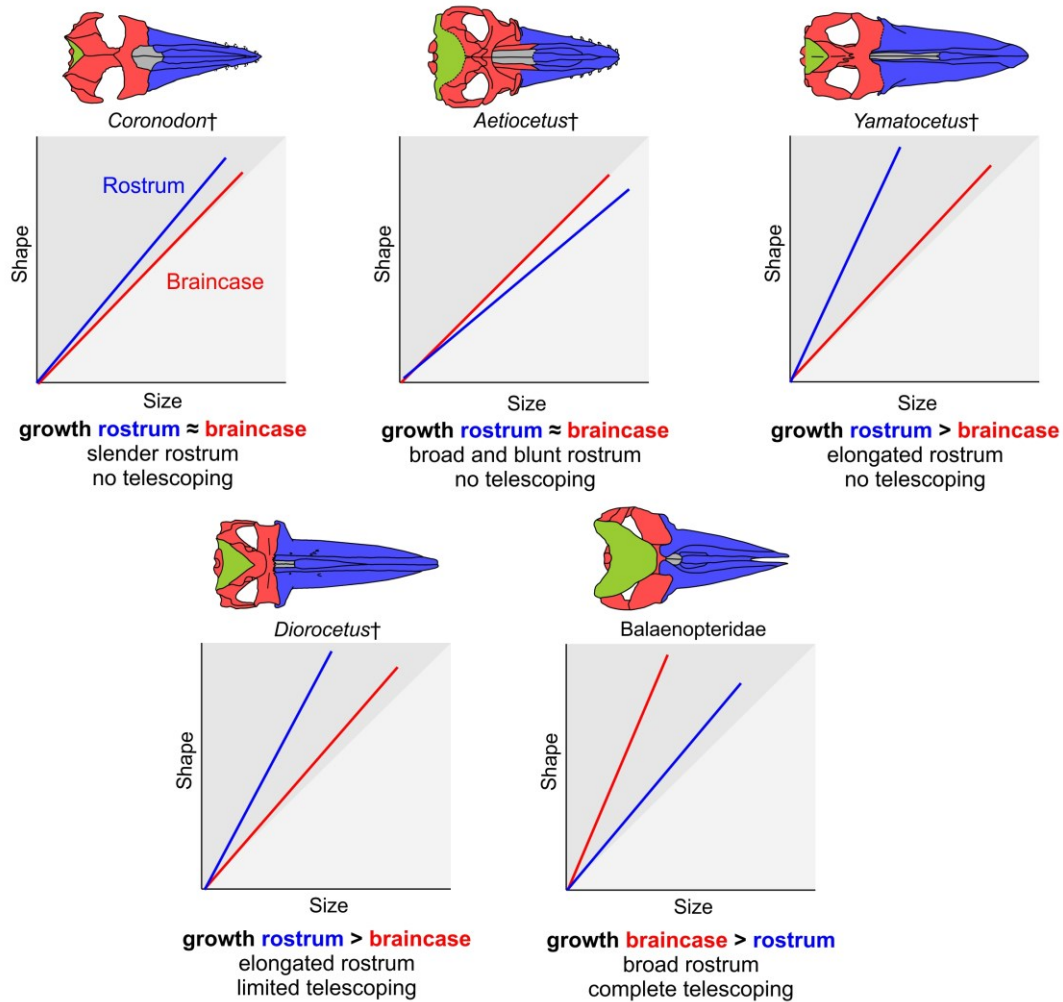 Coronodon†
Rostrum
Braincase
Shape
Size
growth rostrum ≈ braincase
slender rostrum
no telescoping
Aetiocetus†
Shape
Size
growth rostrum ≈ braincase
broad and blunt rostrum
no telescoping
Yamatocetus†
Shape
Size
growth rostrum > braincase
elongated rostrum
no telescoping
Diorocetus†
Shape
Size
growth rostrum > braincase
elongated rostrum
limited telescoping
Balaenopteridae
Shape
Size
growth braincase > rostrum
broad rostrum
complete telescoping